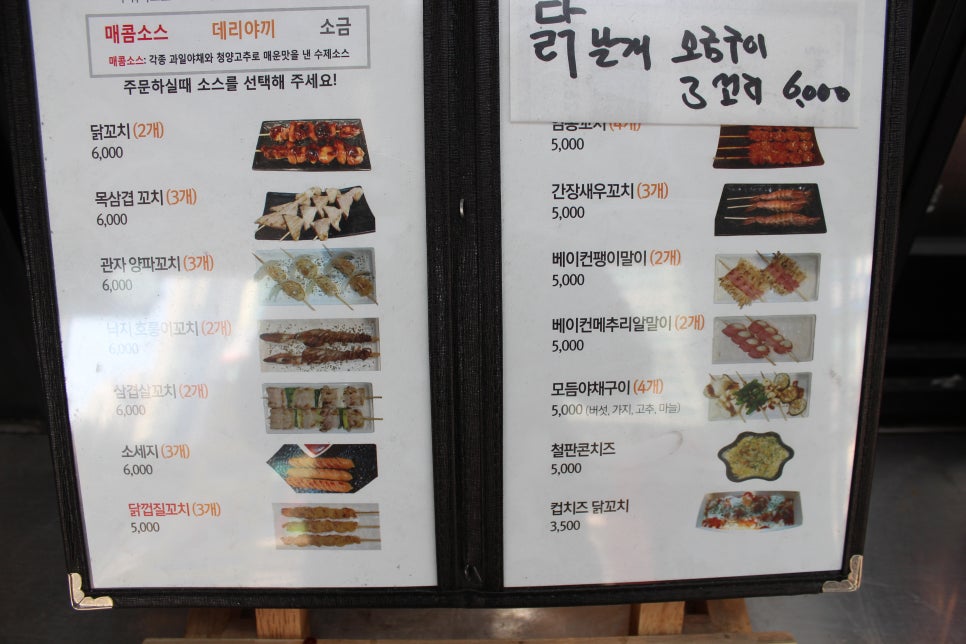 매콤소스 데리야끼 소금
매콤소스: 각종 과일야채와 청양고추로 매운맛을 낸 수제소스
주문하실때 소스를 선택해 주세요!
닭꼬치 (2개)
6,000
목삼겹 꼬치 (3개)
6,000
관자 양파꼬치 (3개)
6,000
낙지 호롱이꼬치 (2개)
6,000
삼겹살꼬치 (2개)
6,000
소세지 (3개)
6,000
닭껍질꼬치 (3개)
5,000
닭 날개 오금구이
3꼬리 6,000
(4개)
5,000
간장새우꼬치 (3개)
5,000
베이컨팽이말이 (2개)
5,000
베이컨메추리알말이 (2개)
5,000
모듬야채구이 (4개)
5,000 (버섯, 가지, 고추, 마늘)
철판콘치즈
5,000
컵치즈 닭꼬치
3,500